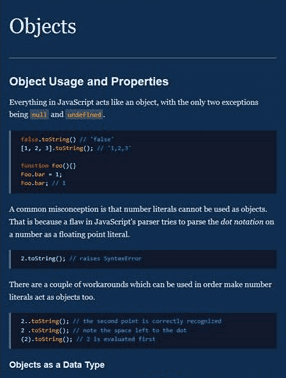 Objects
Object Usage and Properties
Everything in JavaScript acts like an object, with the only two exceptions
being null and undefined.
false.toString() // 'false'
[1, 2, 3].toString(); // '1,2,3'
function Foo(){}
Foo.bar = 1;
Foo.bar; // 1
A common misconception is that number literals cannot be used as objects.
That is because a flaw in JavaScript's parser tries to parse the dot notation on
a number as a floating point literal.
2.toString(); // raises SyntaxError
There are a couple of workarounds which can be used in order make number
literals act as objects too.
2..toString(); // the second point is correctly recognized
2 .toString(); // note the space left to the dot
(2).toString(); // 2 is evaluated first
Objects as a Data Type